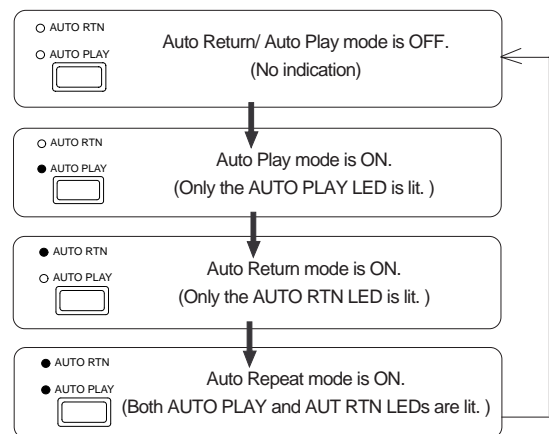 AUTO RTN
AUTO PLAY
Auto Return/ Auto Play mode is OFF.
(No indication)
AUTO RTN
AUTO PLAY
Auto Play mode is ON.
(Only the AUTO PLAY LED is lit. )
AUTO RTN
AUTO PLAY
Auto Return mode is ON.
(Only the AUTO RTN LED is lit. )
AUTO RTN
AUTO PLAY
Auto Repeat mode is ON.
(Both AUTO PLAY and AUT RTN LEDs are lit. )